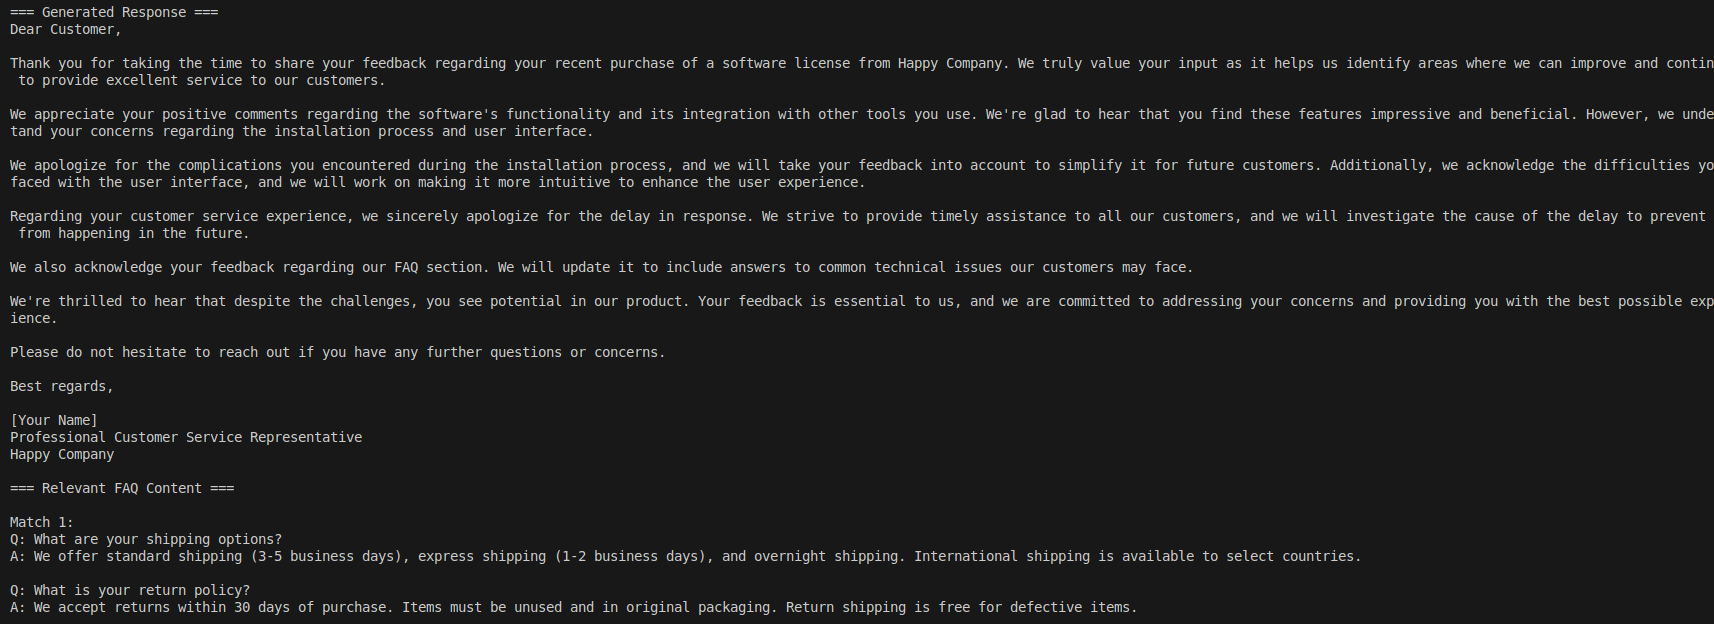 === Generated Response ===
Dear Customer,
Thank you for taking the time to share your feedback regarding your recent purchase of a software license from Happy Company. We truly value your input as it helps us identify areas where we can improve and contin
to provide excellent service to our customers.
We appreciate your positive comments regarding the software's functionality and its integration with other tools you use. We're glad to hear that you find these features impressive and beneficial. However, we unde
tand your concerns regarding the installation process and user interface.
We apologize for the complications you encountered during the installation process, and we will take your feedback into account to simplify it for future customers. Additionally, we acknowledge the difficulties yo
faced with the user interface, and we will work on making it more intuitive to enhance the user experience.
Regarding your customer service experience, we sincerely apologize for the delay in response. We strive to provide timely assistance to all our customers, and we will investigate the cause of the delay to prevent
from happening in the future.
We also acknowledge your feedback regarding our FAQ section. We will update it to include answers to common technical issues our customers may face.
We're thrilled to hear that despite the challenges, you see potential in our product. Your feedback is essential to us, and we are committed to addressing your concerns and providing you with the best possible exp
ience.
Please do not hesitate to reach out if you have any further questions or concerns.
Best regards,
[Your Name]
Professional Customer Service Representative
Happy Company
=== Relevant FAQ Content ===
Match 1:
Q: What are your shipping options?
A: We offer standard shipping (3-5 business days), express shipping (1-2 business days), and overnight shipping. International shipping is available to select countries.
Q: What is your return policy?
A: We accept returns within 30 days of purchase. Items must be unused and in original packaging. Return shipping is free for defective items.